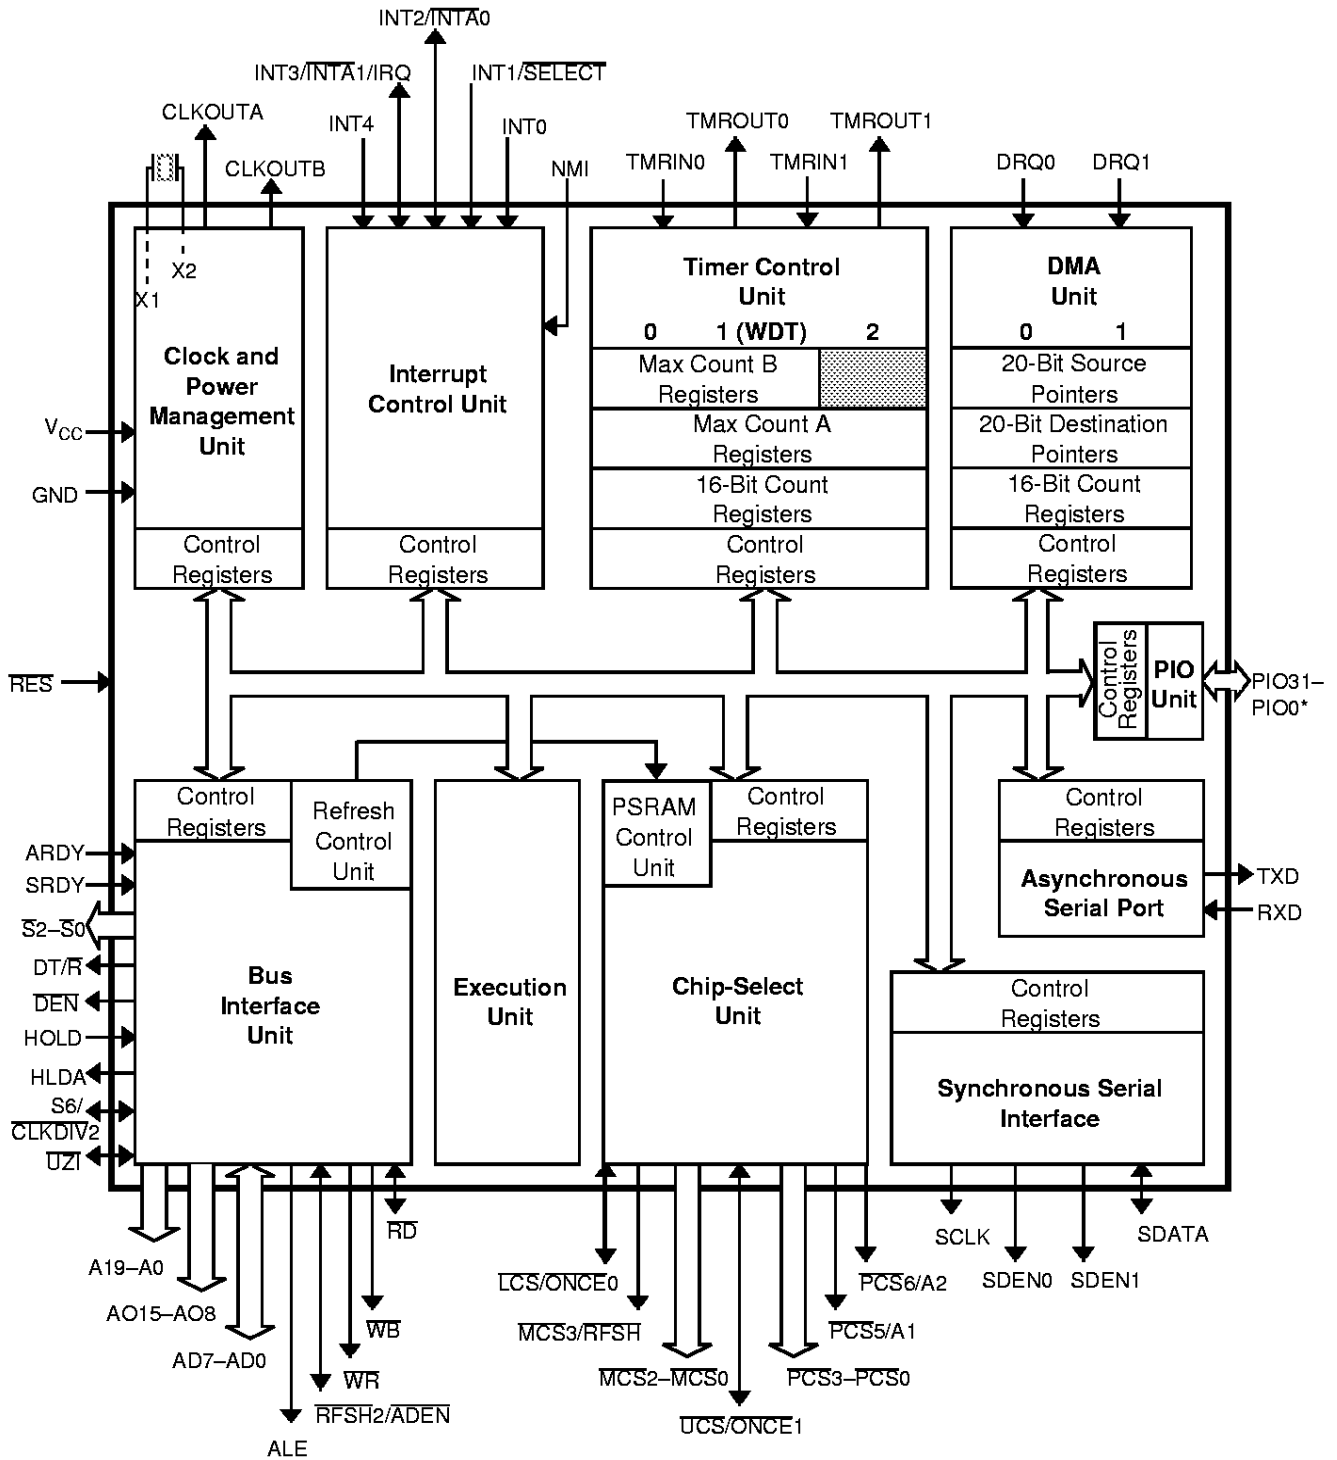 INT2/INTA0
INT3/INTA1/IRQ
INT1/SELECT
CLKOUTA
INT4
INT0
TMROUT0
TMROUT1
CLKOUTB
NMI
TMRIN0
TMRIN1
DRQ0
DRQ1
X2
X1
Clock and
Power
Management
Unit
Control
Registers
Interrupt
Control Unit
Control
Registers
Timer Control
Unit
0 1 (WDT) 2
Max Count B
Registers
Max Count A
Registers
16-Bit Count
Registers
Control
Registers
DMA
Unit
0 1
20-Bit Source
Pointers
20-Bit Destination
Pointers
16-Bit Count
Registers
Control
Registers
VCC
GND
RES
Control
Registers
PIO
Unit
PIO31–
PIO0*
Control
Registers
Refresh
Control
Unit
Bus
Interface
Unit
Execution
Unit
PSRAM
Control
Unit
Control
Registers
Chip-Select
Unit
Control
Registers
Asynchronous
Serial Port
TXD
RXD
Control
Registers
Synchronous Serial
Interface
ARDY
SRDY
S2–S0
DT/R
DEN
HOLD
HLDA
S6/
CLKDIV2
UZI
A19–A0
AO15–AO8
AD7–AD0
ALE
RFSH2/ADEN
WR
WB
RD
LCS/ONCE0
MCS3/RFSH
MCS2–MCS0
UCS/ONCE1
PCS3–PCS0
PCS5/A1
PCS6/A2
SCLK
SDEN0
SDEN1
SDATA